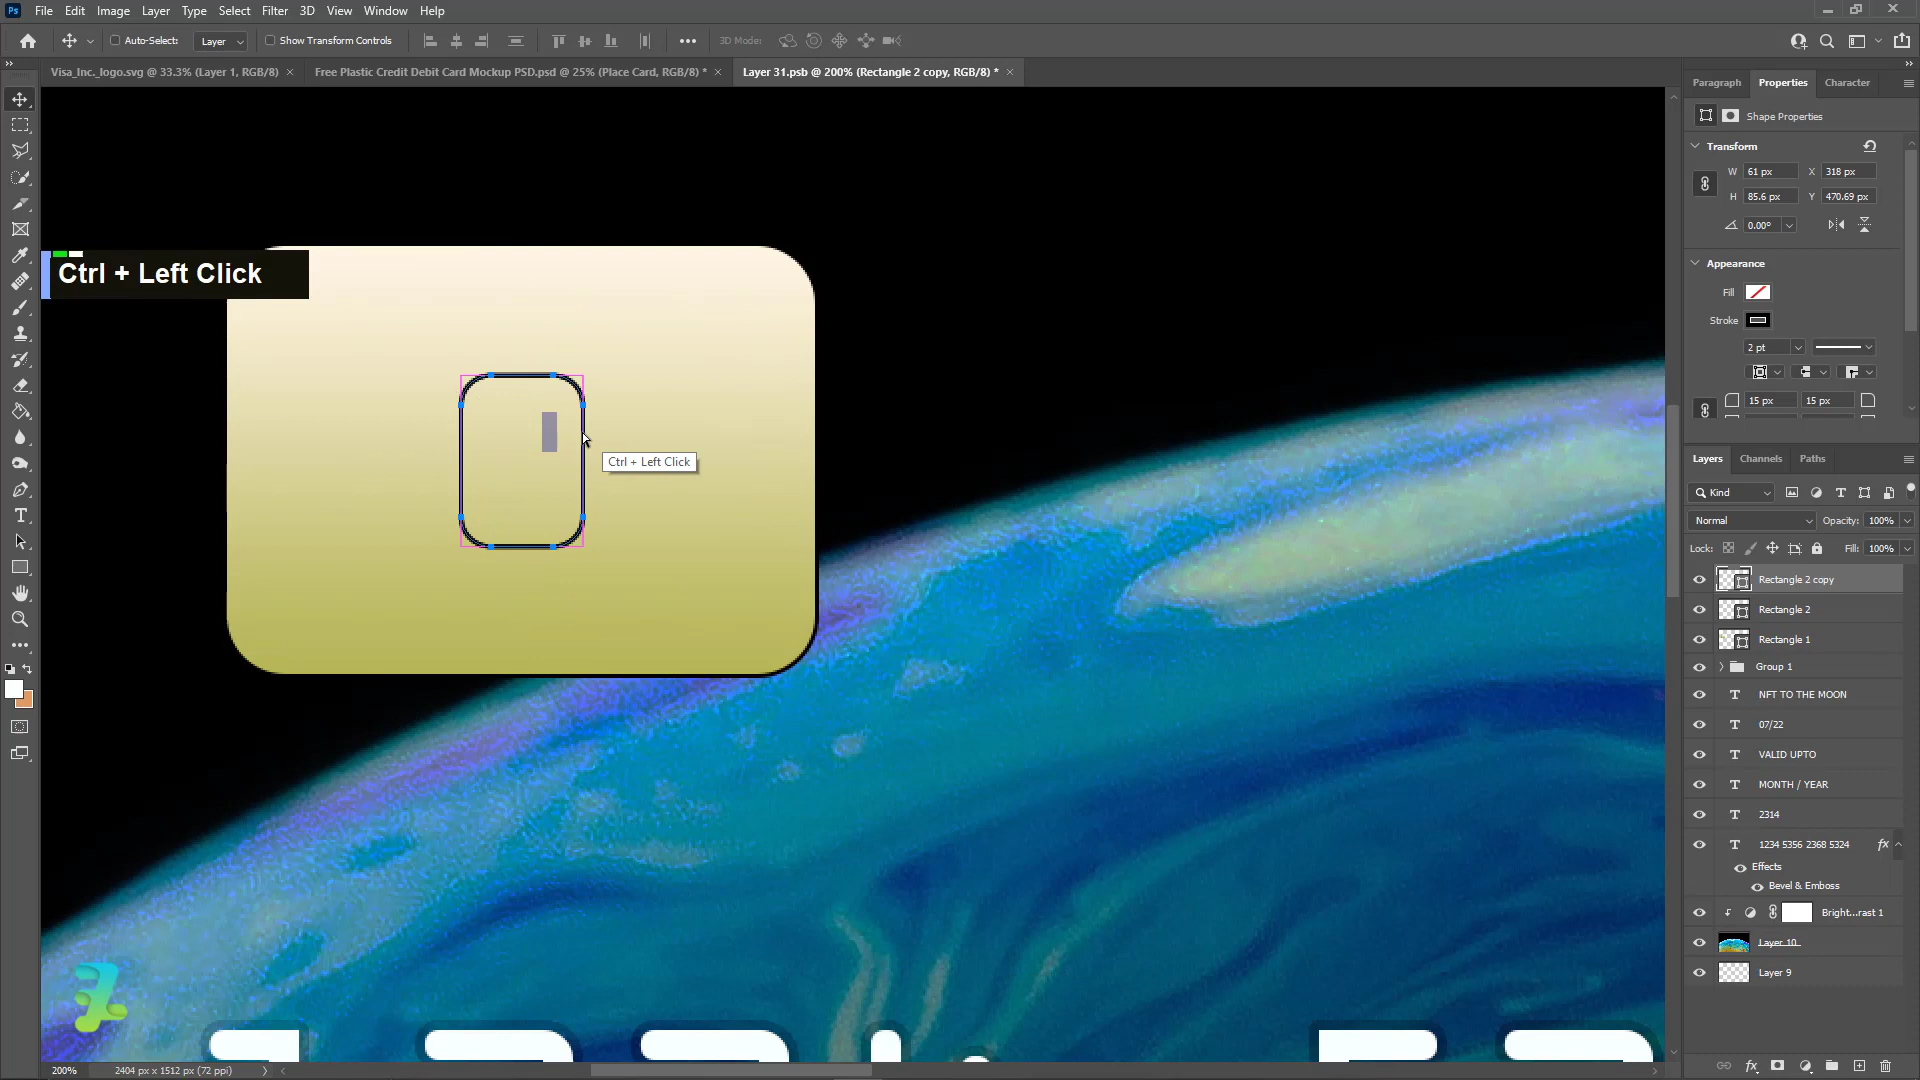 Ps File Edit Image Layer Type Select Filter 3D View Window Help
Auto-Select: Layer Show Transform Controls 3D Mode:
Visa_Inc._logo.svg @ 33.3% (Layer 1, RGB/8)
Free Plastic Credit Debit Card Mockup PSD.psd @ 25% (Place Card, RGB/8) *
Layer 31.psb @ 200% (Rectangle 2 copy, RGB/8) *
Paragraph Properties Character
Shape Properties
Transform
W 61 px X 318 px
H 85.6 px Y 470.69 px
0.00°
Appearance
Fill
Stroke
2 pt
15 px 15 px
Ctrl + Left Click
Ctrl + Left Click
Layers Channels Paths
Kind
Normal Opacity: 100%
Lock: Fill: 100%
Rectangle 2 copy
Rectangle 2
Rectangle 1
Group 1
T NFT TO THE MOON
T 07/22
T VALID UPTO
T MONTH / YEAR
T 2314
T 1234 5356 2368 5324 fx
Effects
Bevel & Emboss
Bright...rast 1
Layer 10
Layer 9
200% 2404 px x 1512 px (72 ppi)
fx